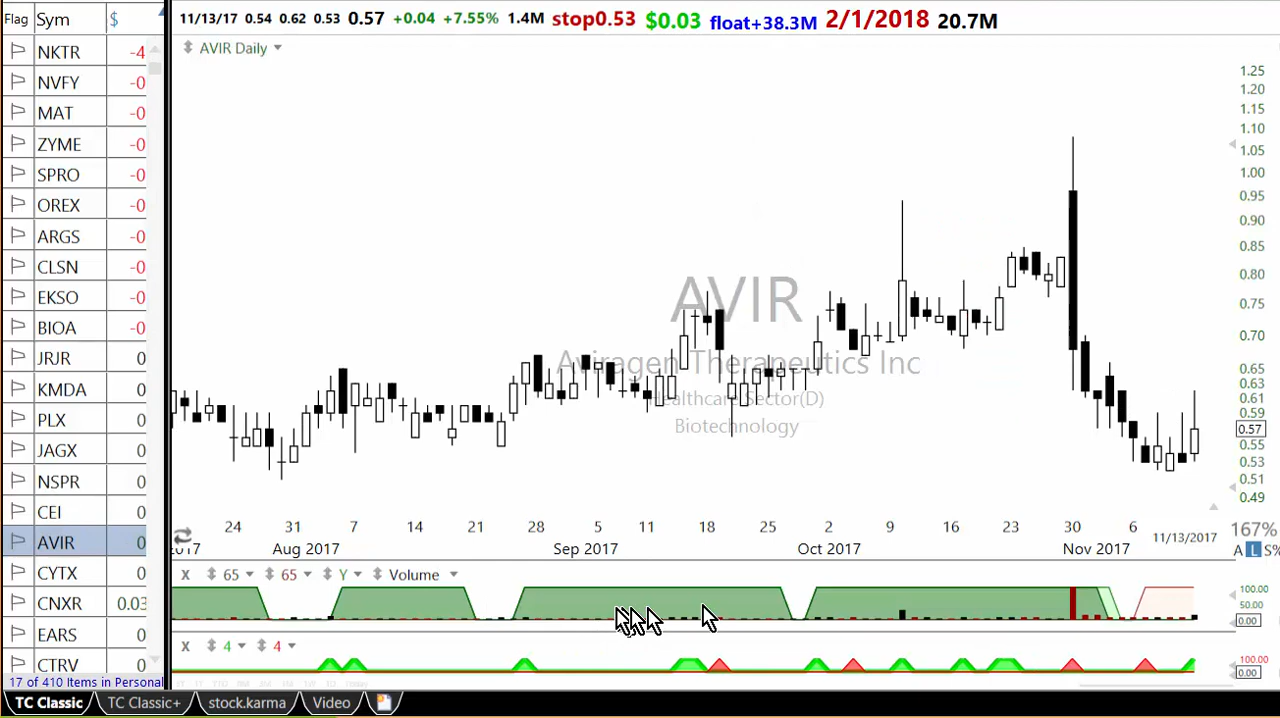 Flag Sym $
11/13/17 0.54 0.62 0.53 0.57 +0.04 +7.55% 1.4M stop0.53 $0.03 float+38.3M 2/1/2018 20.7M
AVIR Daily
NKTR -4
NVFY -0
MAT -0
ZYME -0
SPRO -0
OREX -0
ARGS -0
CLSN -0
EKSO -0
BIOA -0
JRJR 0
KMDA 0
PLX 0
JAGX 0
NSPR 0
CEI 0
AVIR 0
CYTX 0
CNXR 0.03
EARS 0
CTRV 0
17 of 410 Items in Personal
AVIR
Aviragen Therapeutics Inc
Healthcare Sector(D)
Biotechnology
1.25
1.20
1.15
1.10
1.05
1.00
0.95
0.90
0.85
0.80
0.75
0.70
0.65
0.63
0.61
0.59
0.57
0.55
0.53
0.51
0.49
24 31 7 14 21 28 5 11 18 25 2 9 16 23 30 6
2017 Aug 2017 Sep 2017 Oct 2017 Nov 2017 11/13/2017
167%
A L S%
X 65 65 Y Volume
100.00
50.00
0.00
X 4 4
100.00
0.00
TC Classic TC Classic+ stock.karma Video